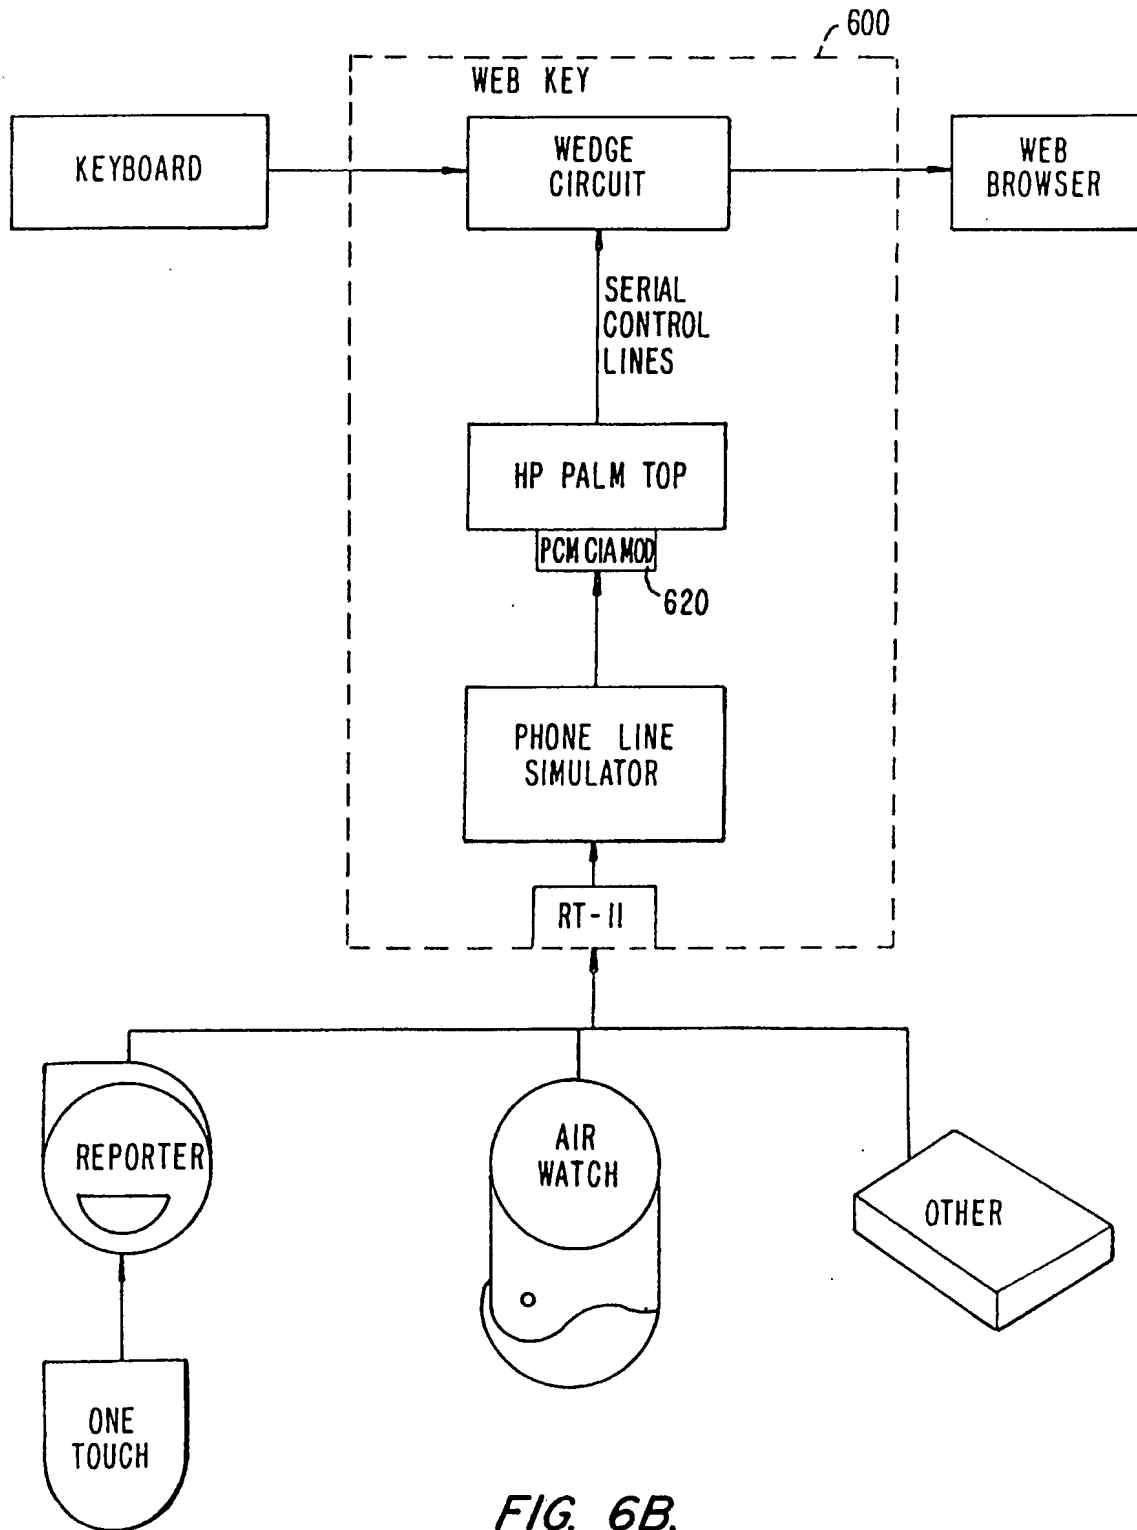 600
WEB KEY
KEYBOARD
WEDGE
CIRCUIT
WEB
BROWSER
SERIAL
CONTROL
LINES
HP PALM TOP
PCMCIA MOD
620
PHONE LINE
SIMULATOR
RT-11
REPORTER
AIR
WATCH
OTHER
ONE
TOUCH
FIG. 6B.